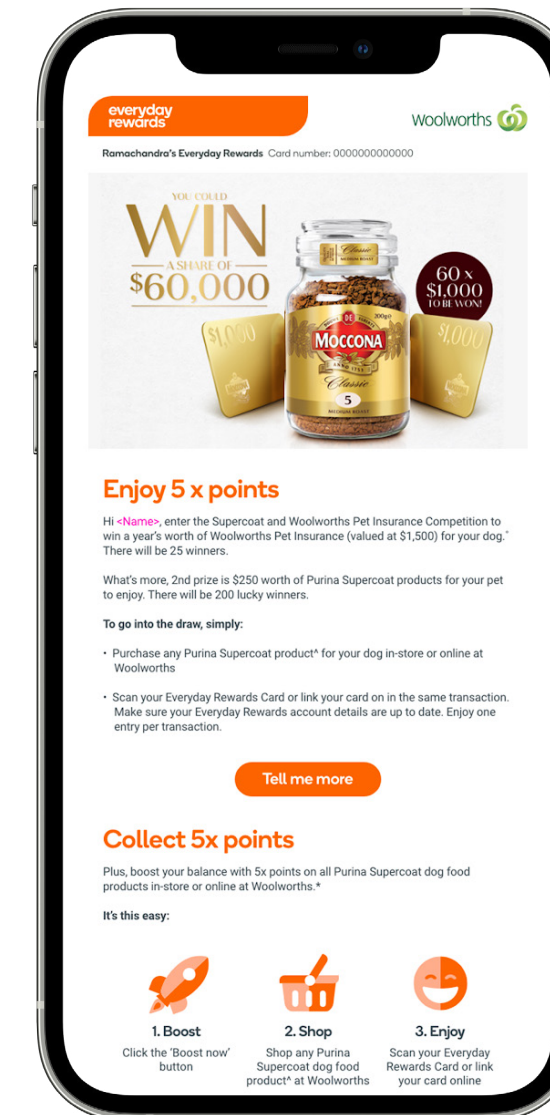 everyday
rewards
Woolworths
Ramachandra's Everyday Rewards Card number: 0000000000000
YOU COULD
WIN
A SHARE OF
$60,000
Classic
MEDIUM ROAST
60 x
$1,000
TO BE WON!
$1,000
$1,000
DE
200g℮
MOCCONA
ANNO 1753
Classic
5
MEDIUM ROAST
Enjoy 5 x points
Hi <Name>, enter the Supercoat and Woolworths Pet Insurance Competition to
win a year's worth of Woolworths Pet Insurance (valued at $1,500) for your dog.~
There will be 25 winners.
What's more, 2nd prize is $250 worth of Purina Supercoat products for your pet
to enjoy. There will be 200 lucky winners.
To go into the draw, simply:
• Purchase any Purina Supercoat product^ for your dog in-store or online at
Woolworths
• Scan your Everyday Rewards Card or link your card on in the same transaction.
Make sure your Everyday Rewards account details are up to date. Enjoy one
entry per transaction.
Tell me more
Collect 5x points
Plus, boost your balance with 5x points on all Purina Supercoat dog food
products in-store or online at Woolworths.*
It's this easy:
1. Boost
Click the 'Boost now'
button
2. Shop
Shop any Purina
Supercoat dog food
product^ at Woolworths
3. Enjoy
Scan your Everyday
Rewards Card or link
your card online